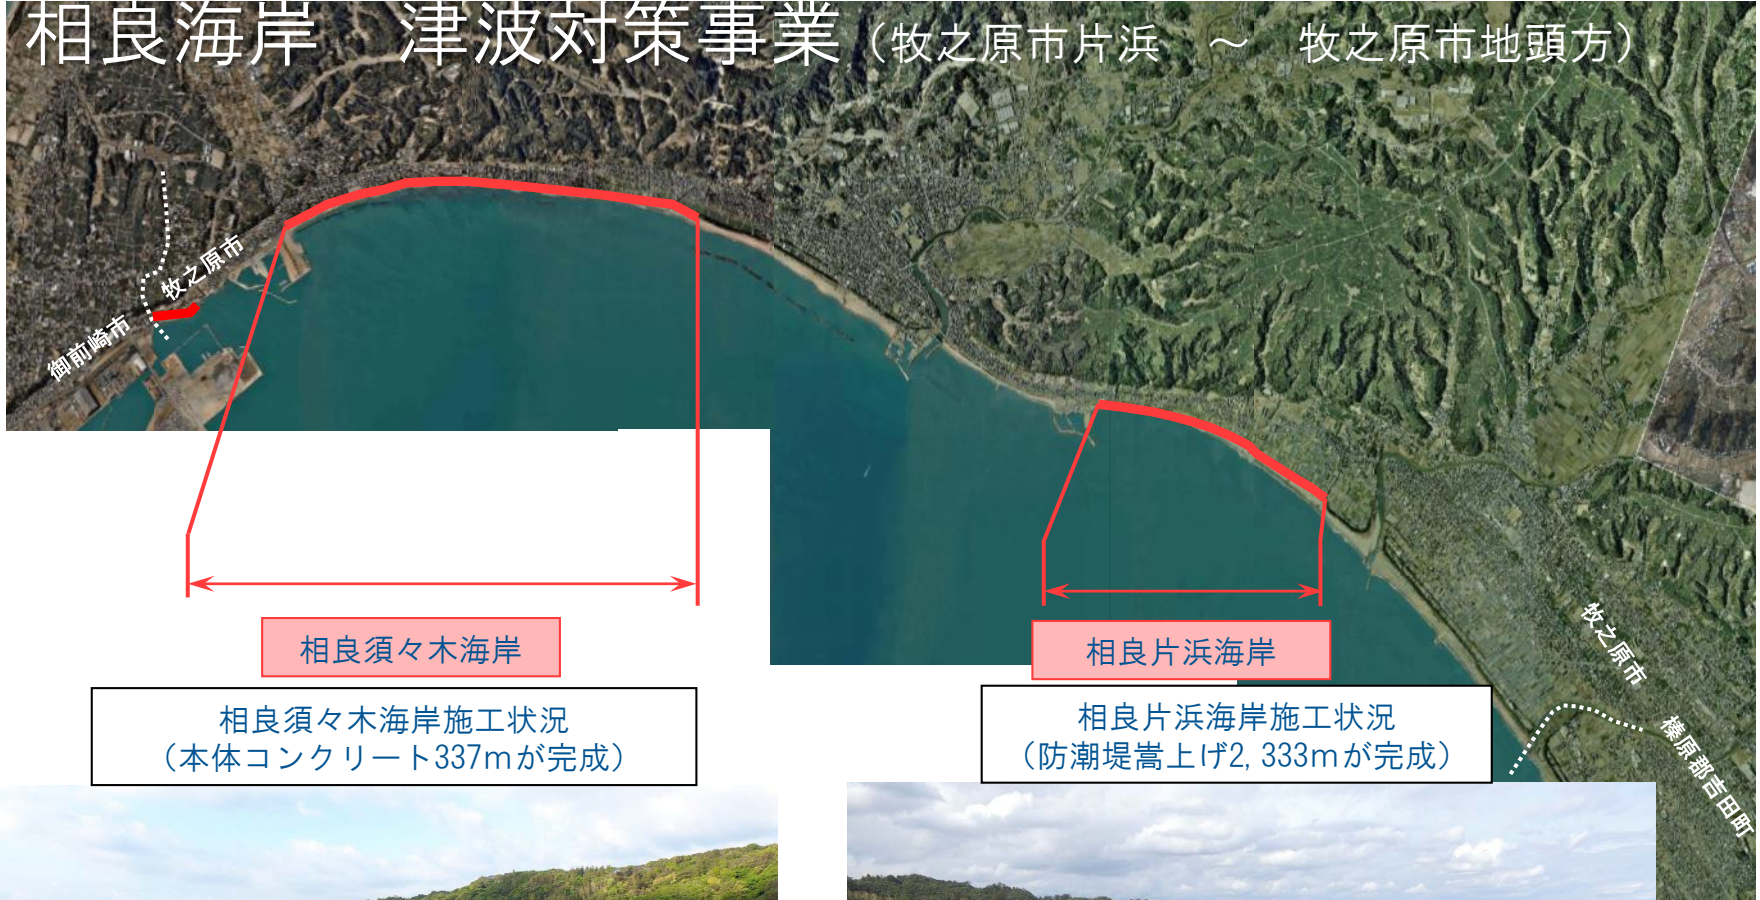 相良海岸　津波対策事業（牧之原市片浜　～　牧之原市地頭方）
牧之原市
御前崎市
相良須々木海岸
相良須々木海岸施工状況
（本体コンクリート337mが完成）
相良片浜海岸
相良片浜海岸施工状況
（防潮堤嵩上げ2,333mが完成）
牧之原市
榛原郡吉田町